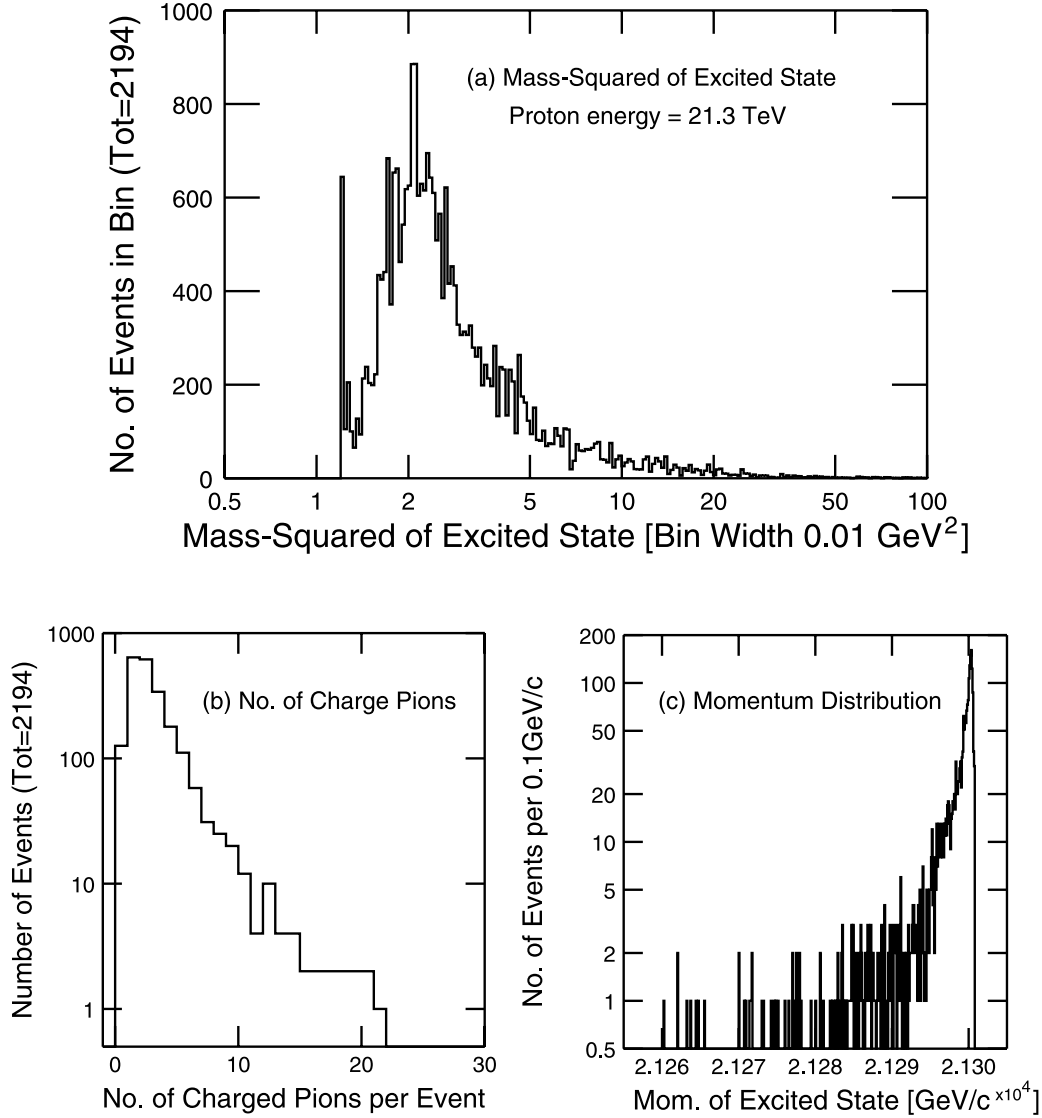 1000
800
600
400
200
0
No. of Events in Bin (Tot=2194)
(a) Mass-Squared of Excited State
Proton energy = 21.3 TeV
0.5 1 2 5 10 20 50 100
Mass-Squared of Excited State [Bin Width 0.01 GeV²]
1000
100
10
1
Number of Events (Tot=2194)
(b) No. of Charge Pions
0 10 20 30
No. of Charged Pions per Event
200
100
50
20
10
5
2
1
0.5
No. of Events per 0.1GeV/c
(c) Momentum Distribution
2.126 2.127 2.128 2.129 2.130
Mom. of Excited State [GeV/c ×10⁴]